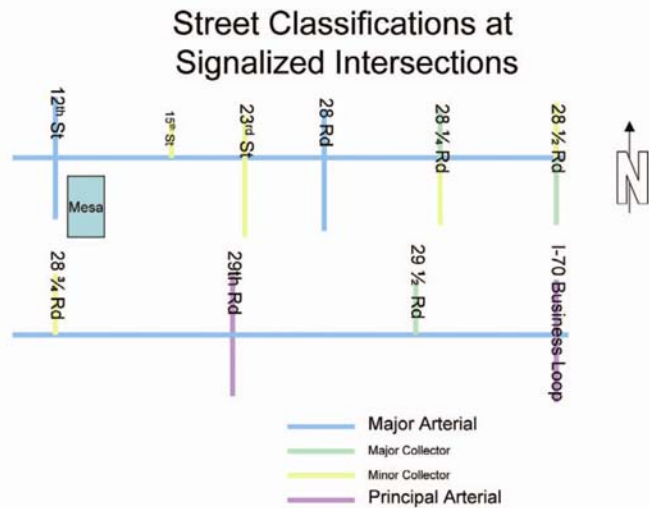 Street Classifications at
Signalized Intersections
12th St
15th St
23rd St
28 Rd
28 ¼ Rd
28 ½ Rd
N
Mesa
28 ¾ Rd
29th Rd
29 ½ Rd
I-70 Business Loop
Major Arterial
Major Collector
Minor Collector
Principal Arterial